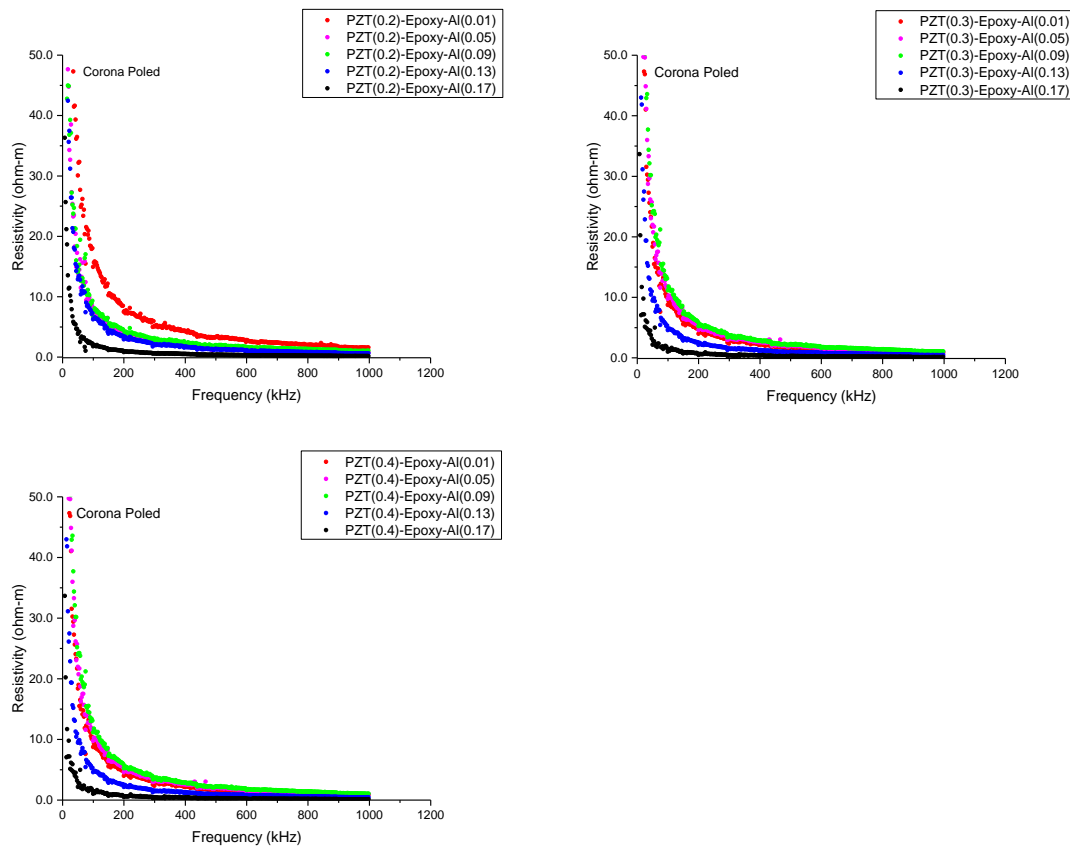 PZT(0.2)-Epoxy-Al(0.01)
PZT(0.2)-Epoxy-Al(0.05)
PZT(0.2)-Epoxy-Al(0.09)
PZT(0.2)-Epoxy-Al(0.13)
PZT(0.2)-Epoxy-Al(0.17)
Corona Poled
50.0
40.0
30.0
20.0
10.0
0.0
Resistivity (ohm-m)
0 200 400 600 800 1000 1200
Frequency (kHz)
PZT(0.3)-Epoxy-Al(0.01)
PZT(0.3)-Epoxy-Al(0.05)
PZT(0.3)-Epoxy-Al(0.09)
PZT(0.3)-Epoxy-Al(0.13)
PZT(0.3)-Epoxy-Al(0.17)
Corona Poled
50.0
40.0
30.0
20.0
10.0
0.0
Resistivity (ohm-m)
0 200 400 600 800 1000 1200
Frequency (kHz)
PZT(0.4)-Epoxy-Al(0.01)
PZT(0.4)-Epoxy-Al(0.05)
PZT(0.4)-Epoxy-Al(0.09)
PZT(0.4)-Epoxy-Al(0.13)
PZT(0.4)-Epoxy-Al(0.17)
Corona Poled
50.0
40.0
30.0
20.0
10.0
0.0
Resistivity (ohm-m)
0 200 400 600 800 1000 1200
Frequency (kHz)